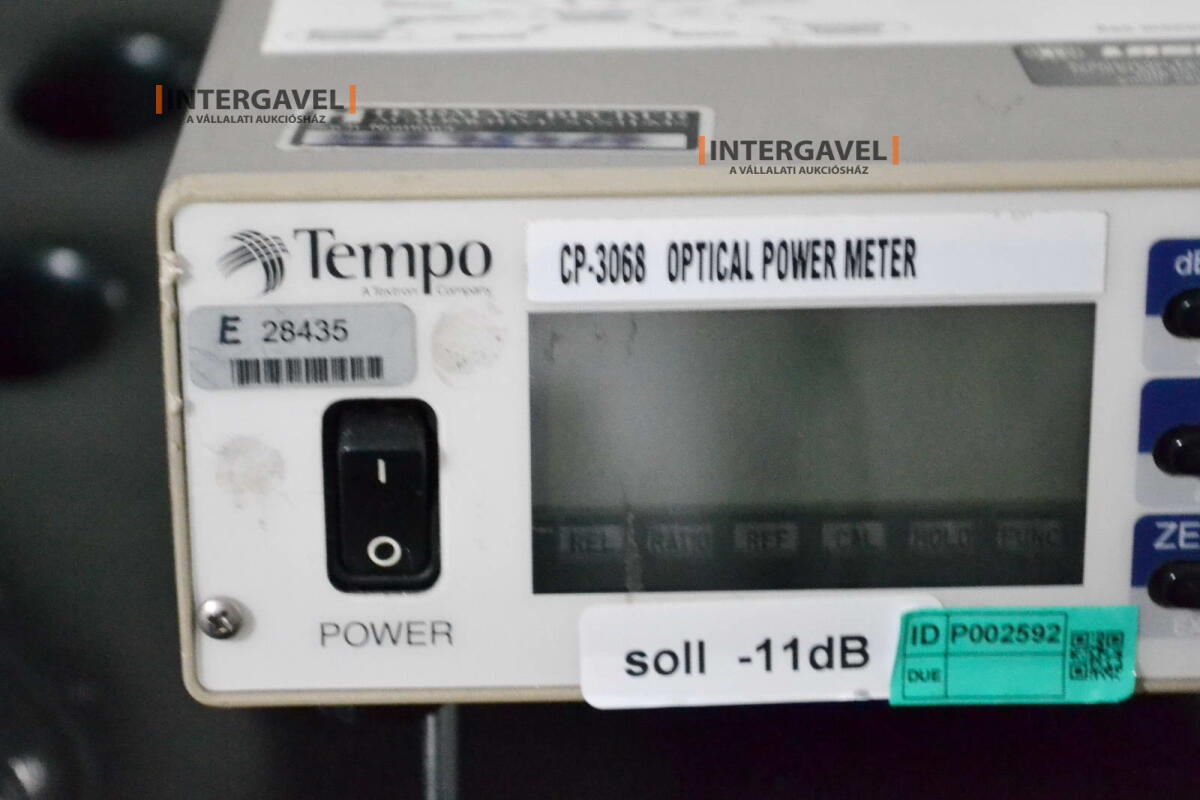 INTERGAVEL
A VÁLLALATI AUKCIÓSHÁZ
INTERGAVEL
A VÁLLALATI AUKCIÓSHÁZ
Tempo
A Textron Company
CP-3068 OPTICAL POWER METER
E 28435
REL RATIO REF CAL HOLD FUNC
ZE
POWER
soll -11dB
ID P002592
DUE